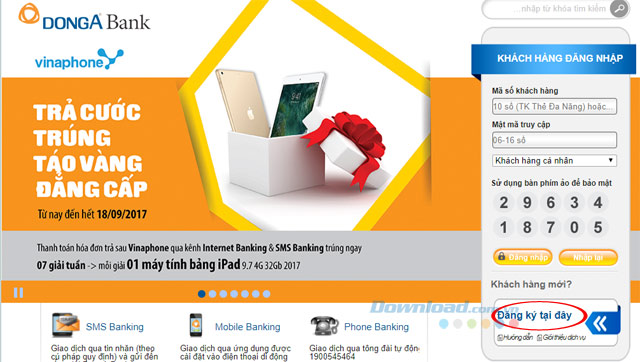 DONGA Bank
...nhập từ khóa tìm kiếm
vinaphone
TRẢ CƯỚC
TRÚNG
TÁO VÀNG
ĐẲNG CẤP
Từ nay đến hết 18/09/2017
Thanh toán hóa đơn trả sau Vinaphone qua kênh Internet Banking & SMS Banking trúng ngay
07 giải tuần -> mỗi giải 01 máy tính bảng iPad 9.7 4G 32Gb 2017
KHÁCH HÀNG ĐĂNG NHẬP
Mã số khách hàng
10 số (TK Thẻ Đa Năng) hoặc...
Mật mã truy cập
06-16 số
Khách hàng cá nhân
Sử dụng bàn phím ảo để bảo mật
2 9 6 3 4
1 8 7 0 5
Đăng nhập
Nhập lại
Khách hàng mới?
Đăng ký tại đây
Hướng dẫn
Giới thiệu dịch vụ
SMS Banking
Giao dịch qua tin nhắn (theo
cú pháp quy định) và gửi đến
Mobile Banking
Giao dịch qua ứng dụng được
cài đặt vào điện thoại di động
Phone Banking
Giao dịch qua tổng đài tự động
1900545464
Download.com.vn